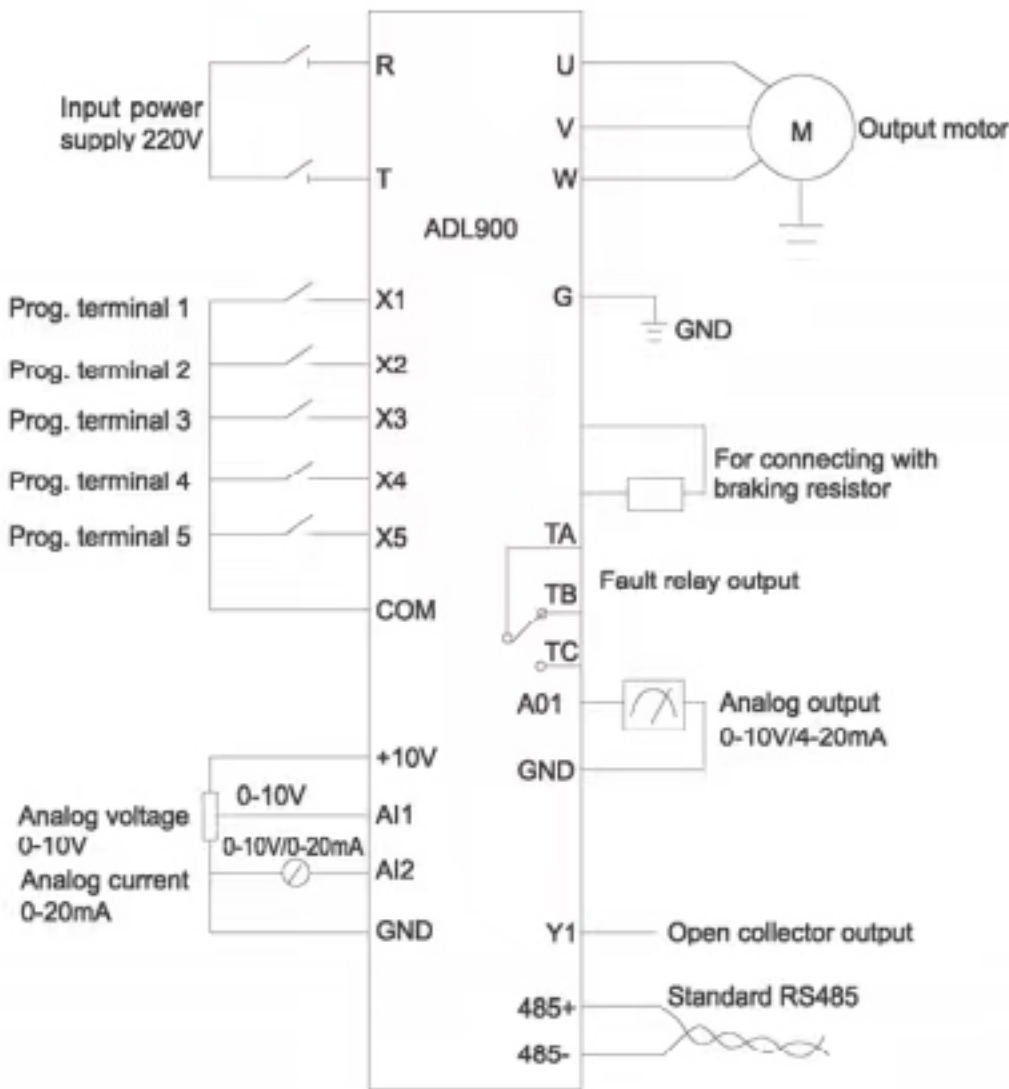 R
U
Input power
supply 220V
V
M
Output motor
T
W
ADL900
Prog. terminal 1
X1
G
GND
Prog. terminal 2
X2
Prog. terminal 3
X3
Prog. terminal 4
X4
For connecting with
braking resistor
Prog. terminal 5
X5
TA
Fault relay output
TB
COM
TC
A01
Analog output
0-10V/4-20mA
+10V
GND
0-10V
Analog voltage
0-10V
AI1
0-10V/0-20mA
Analog current
0-20mA
AI2
GND
Y1
Open collector output
Standard RS485
485+
485-